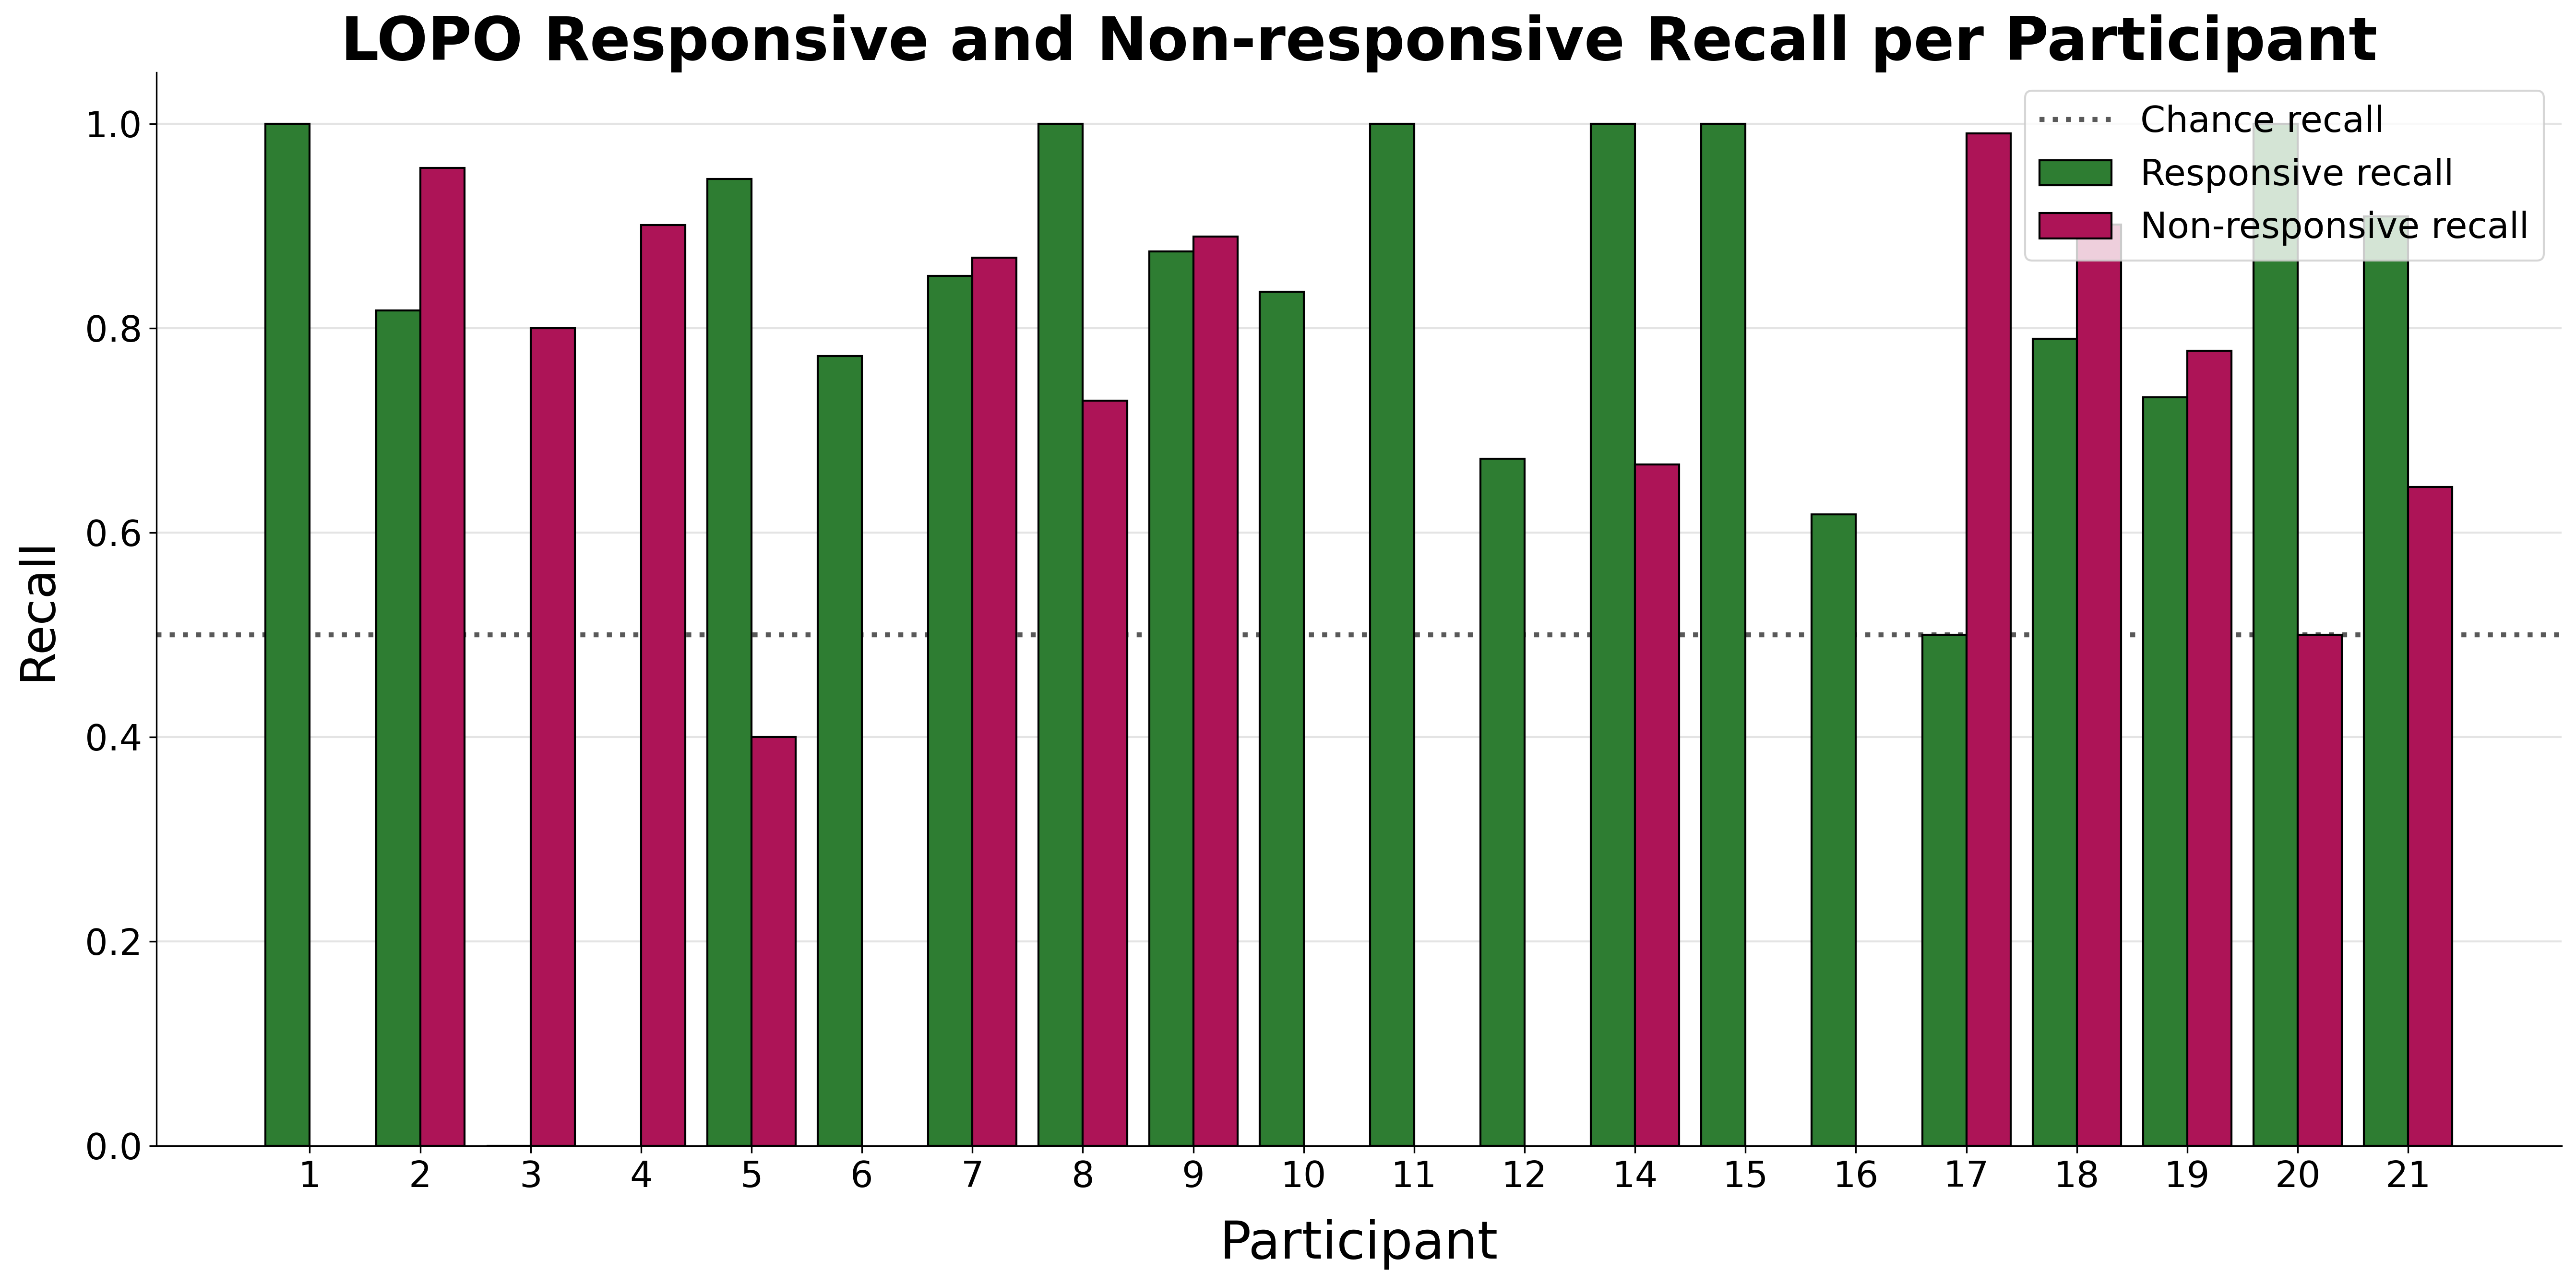 LOPO Responsive and Non-responsive Recall per Participant
Chance recall
Responsive recall
Non-responsive recall
1.0
0.8
0.6
0.4
0.2
0.0
Recall
1 2 3 4 5 6 7 8 9 10 11 12 14 15 16 17 18 19 20 21
Participant